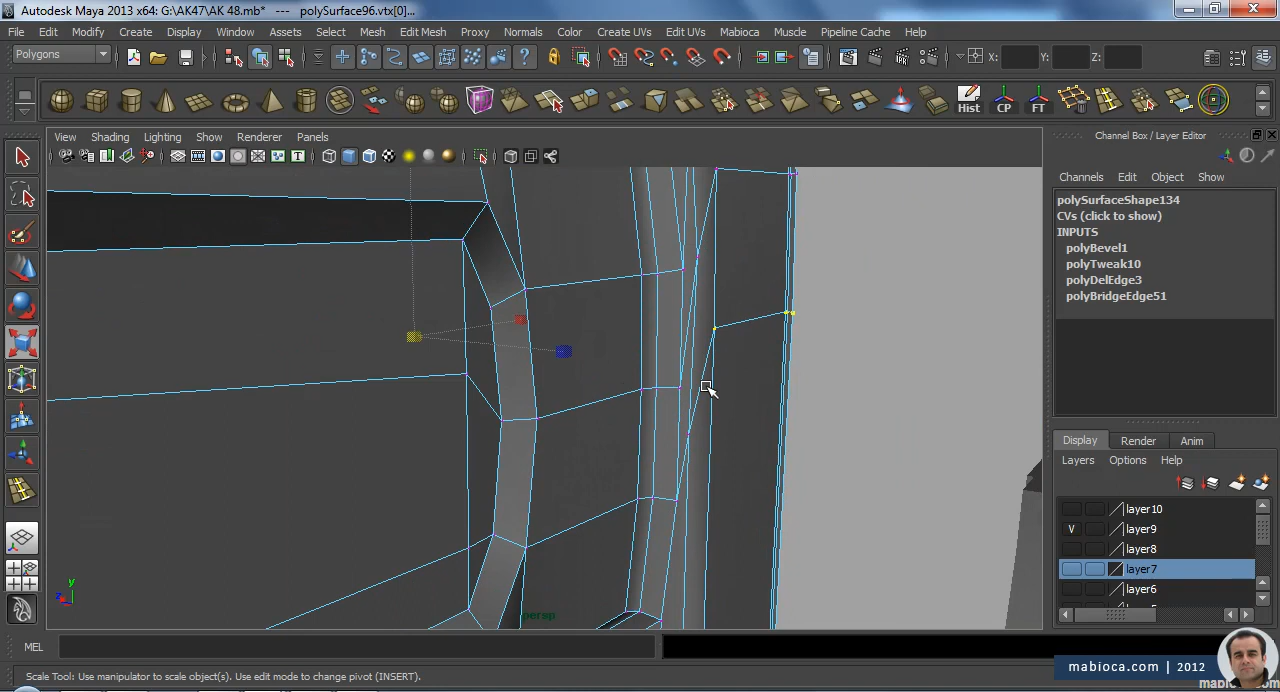 Autodesk Maya 2013 x64: G:\AK47\AK 48.mb*   ---   polySurface96.vtx[0]...
File Edit Modify Create Display Window Assets Select Mesh Edit Mesh Proxy Normals Color Create UVs Edit UVs Mabioca Muscle Pipeline Cache Help
Polygons
X:
Y:
Z:
Hist CP FT
View Shading Lighting Show Renderer Panels
Channel Box / Layer Editor
Channels Edit Object Show
polySurfaceShape134
CVs (click to show)
INPUTS
polyBevel1
polyTweak10
polyDelEdge3
polyBridgeEdge51
Display Render Anim
Layers Options Help
layer10
V layer9
layer8
layer7
layer6
y
z
persp
MEL
mabioca.com | 2012
Scale Tool: Use manipulator to scale object(s). Use edit mode to change pivot (INSERT).